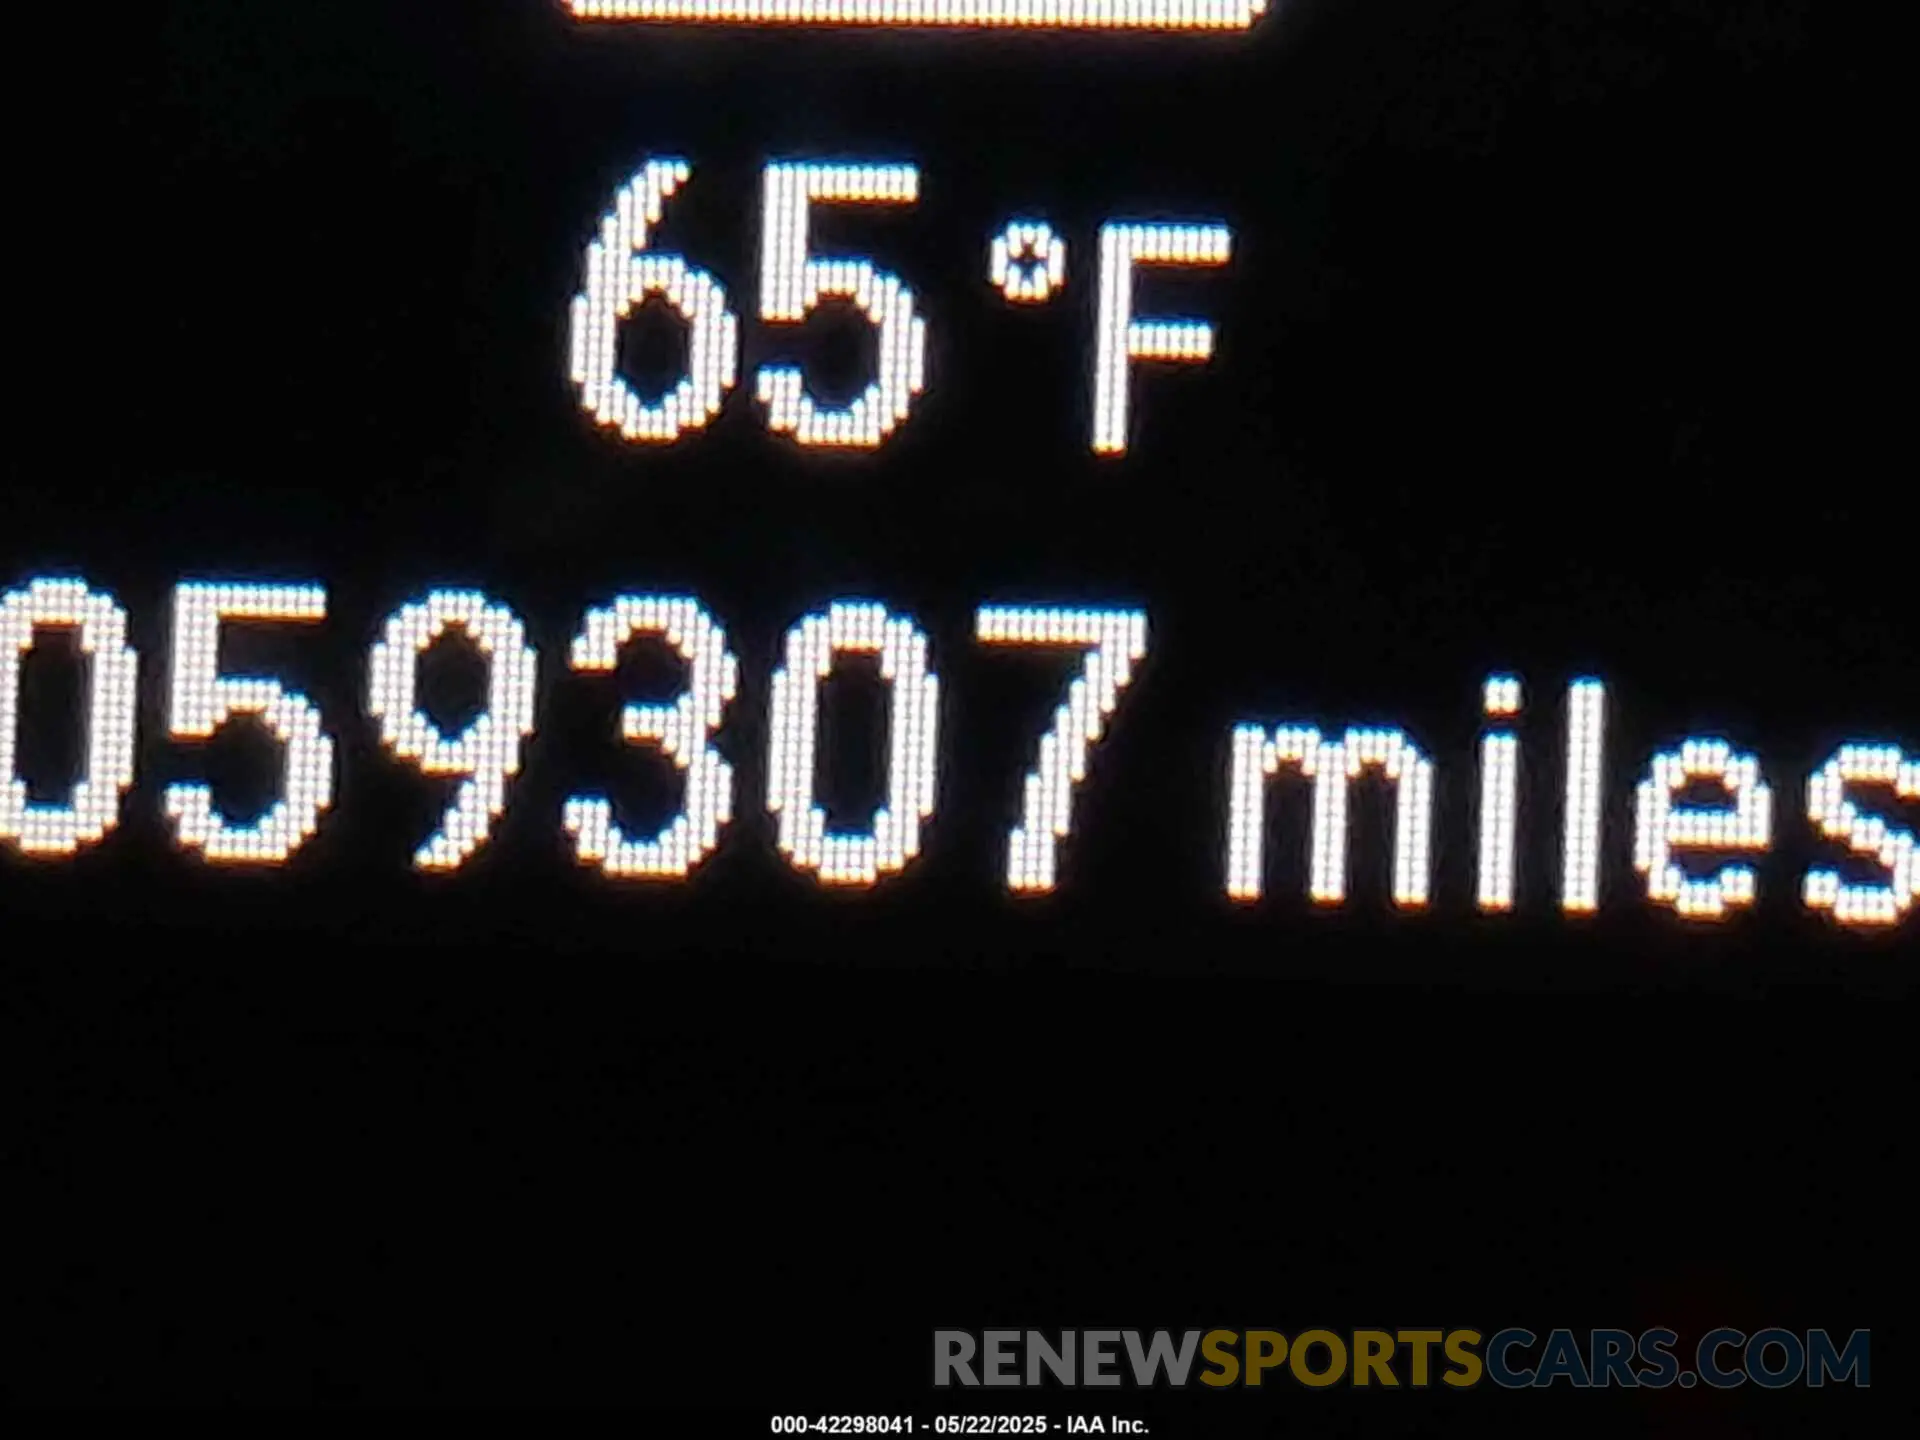 65 °F
059307 miles
RENEWSPORTSCARS.COM
000-42298041 - 05/22/2025 - IAA Inc.